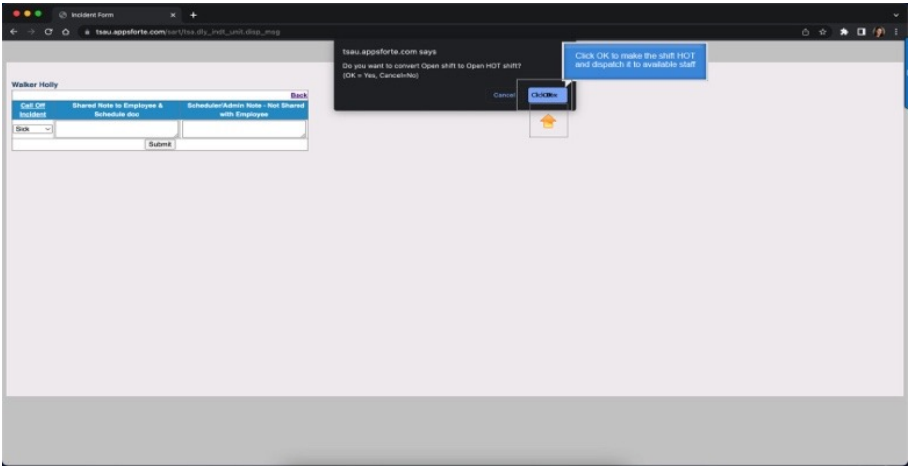 Incident Form
tsau.appsforte.com/sart/tsa.dly_indt_unit.disp_msg
tsau.appsforte.com says
Do you want to convert Open shift to Open HOT shift?
(OK = Yes, Cancel=No)
Cancel
Click OK to make the shift HOT
and dispatch it to available staff
Walker Holly
Back
Call Off
Incident
Shared Note to Employee &
Schedule doc
Scheduler/Admin Note - Not Shared
with Employee
Sick
Submit